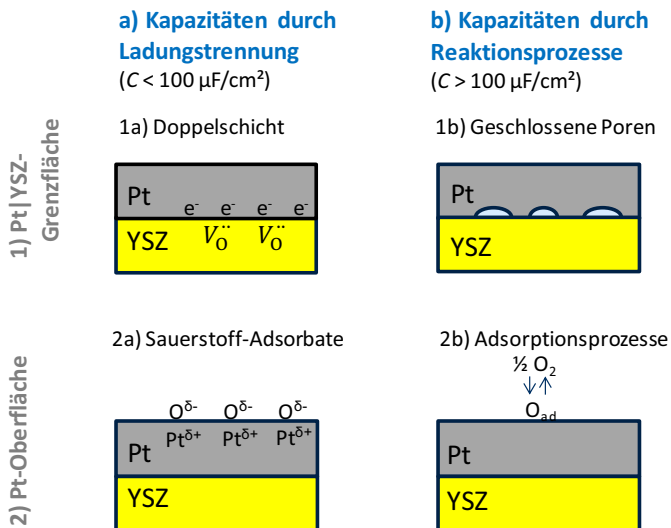 a) Kapazitäten durch
Ladungstrennung
(C < 100 µF/cm²)
b) Kapazitäten durch
Reaktionsprozesse
(C > 100 µF/cm²)
1) Pt|YSZ-
Grenzfläche
1a) Doppelschicht
Pt
e- e- e- e-
YSZ V_O^¨ V_O^¨
1b) Geschlossene Poren
Pt
YSZ
2) Pt-Oberfläche
2a) Sauerstoff-Adsorbate
O^δ- O^δ- O^δ-
Pt^δ+ Pt^δ+ Pt^δ+
Pt
YSZ
2b) Adsorptionsprozesse
½ O₂
O_ad
Pt
YSZ